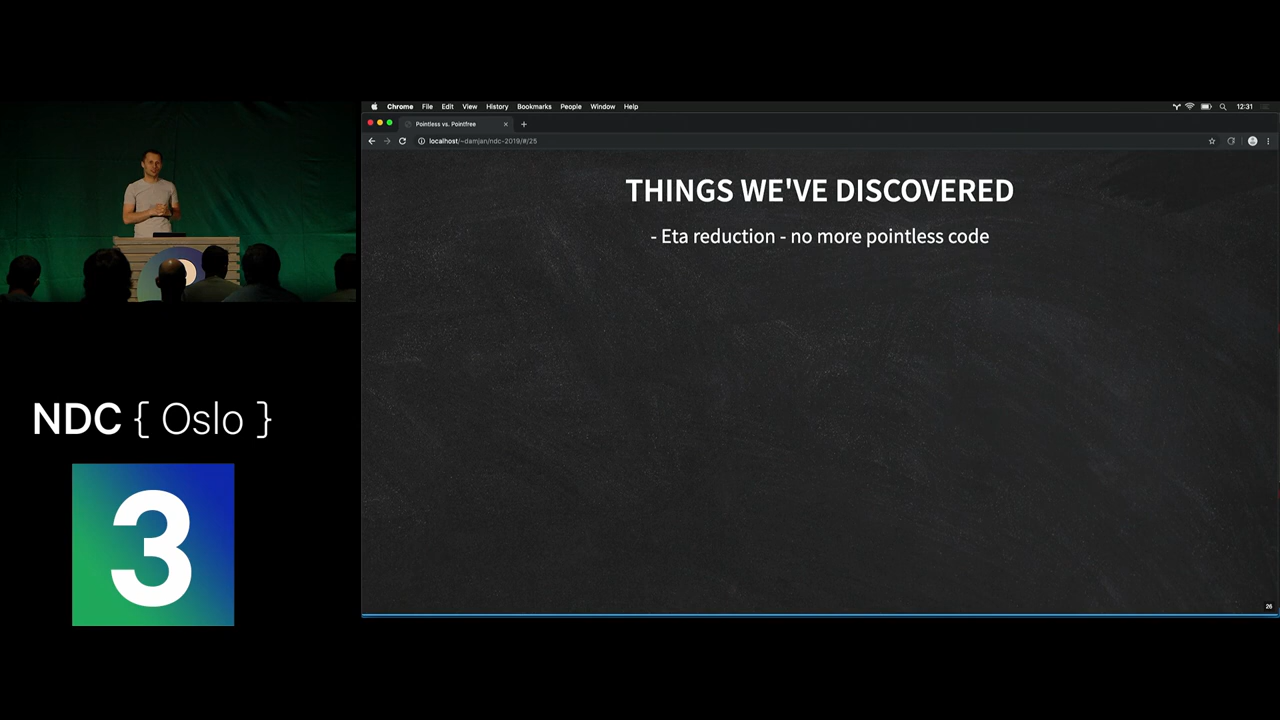 Chrome File Edit View History Bookmarks People Window Help 12:31
Pointless vs. Pointfree
localhost/~damjan/ndc-2019/#/25
THINGS WE'VE DISCOVERED
- Eta reduction - no more pointless code
NDC { Oslo }
3
26